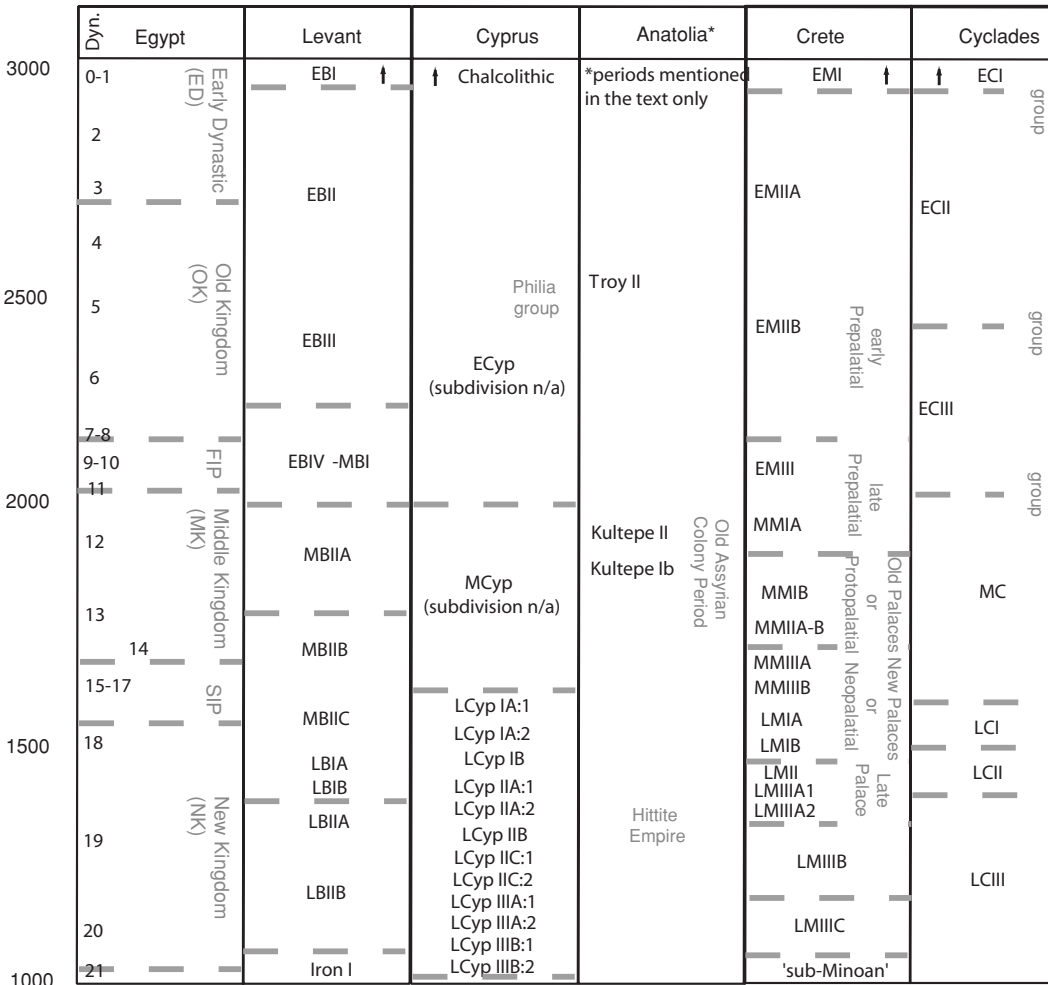 Dyn.
Egypt
Levant
Cyprus
Anatolia*
Crete
Cyclades
3000
2500
2000
1500
1000
0-1
2
3
4
5
6
7-8
9-10
11
12
13
14
15-17
18
19
20
21
Early Dynastic
(ED)
Old Kingdom
(OK)
FIP
Middle Kingdom
(MK)
SIP
New Kingdom
(NK)
EBI
EBII
EBIII
EBIV -MBI
MBIIA
MBIIB
MBIIC
LBIA
LBIB
LBIIA
LBIIB
Iron I
Chalcolithic
Philia
group
ECyp
(subdivision n/a)
MCyp
(subdivision n/a)
LCyp IA:1
LCyp IA:2
LCyp IB
LCyp IIA:1
LCyp IIA:2
LCyp IIB
LCyp IIC:1
LCyp IIC:2
LCyp IIIA:1
LCyp IIIA:2
LCyp IIIB:1
LCyp IIIB:2
*periods mentioned
in the text only
Troy II
Kultepe II
Kultepe Ib
Old Assyrian
Colony Period
Hittite
Empire
EMI
EMIIA
EMIIB
EMIII
MMIA
MMIB
MMIIA-B
MMIIIA
MMIIIB
LMIA
LMIB
LMII
LMIIIA1
LMIIIA2
LMIIIB
LMIIIC
'sub-Minoan'
early
Prepalatial
late
Prepalatial
Old Palaces
or
Protopalatial
New Palaces
or
Neopalatial
Late
Palace
ECI
ECII
ECIII
MC
LCI
LCII
LCIII
group
group
group